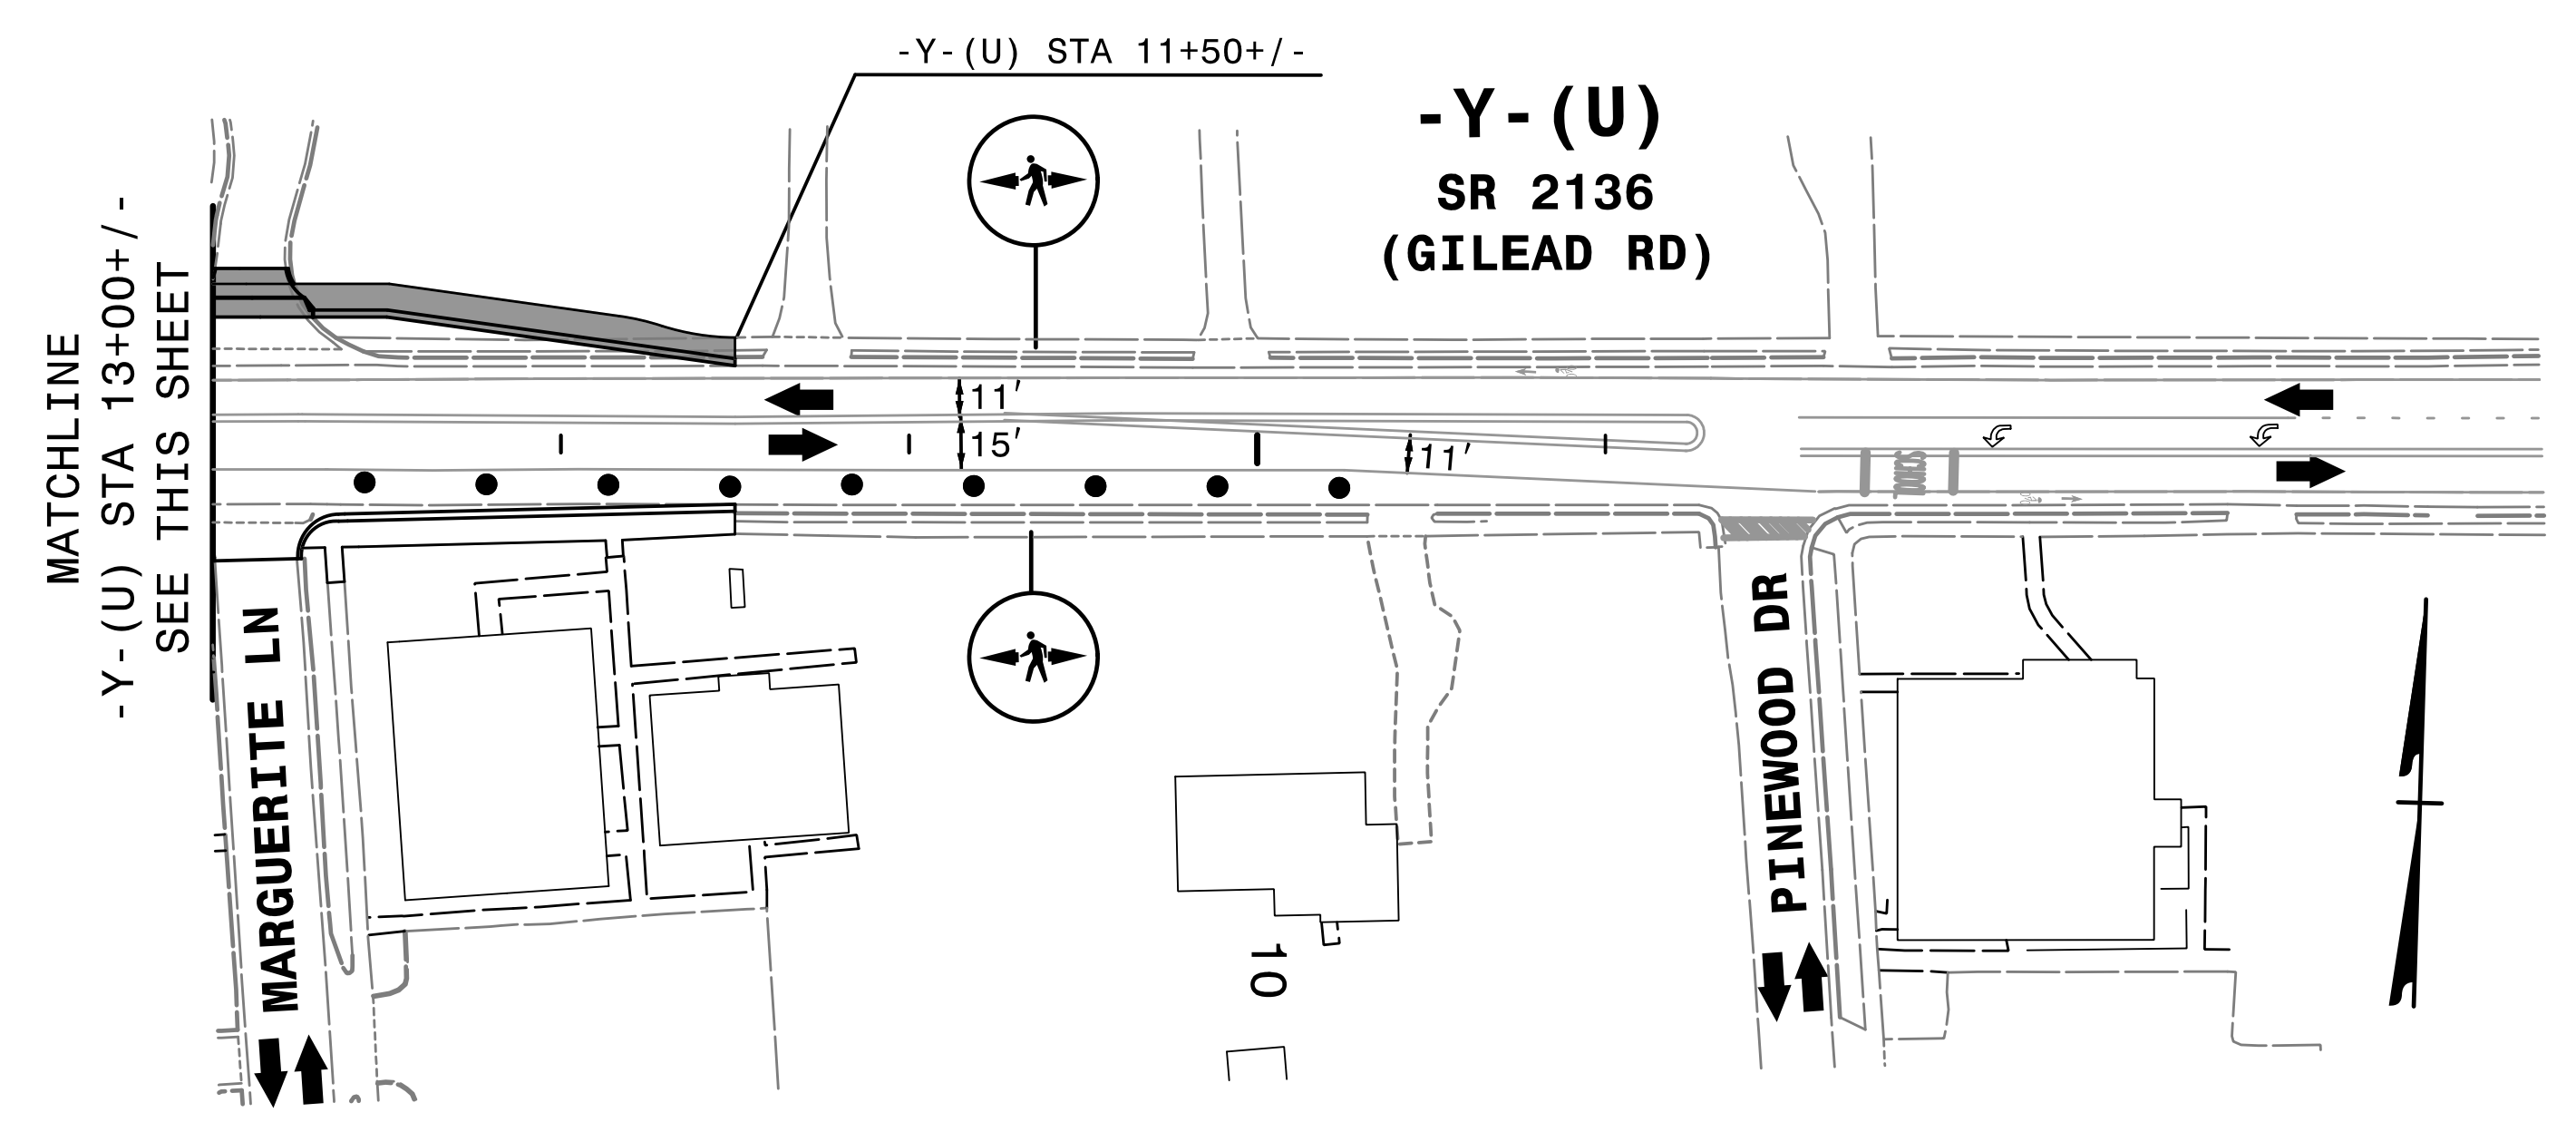 -Y-(U) STA 11+50+/-
-Y-(U)
SR 2136
(GILEAD RD)
MATCHLINE
-Y-(U) STA 13+00+/-
SEE THIS SHEET
11'
15'
11'
MARGUERITE LN
PINEWOOD DR
10